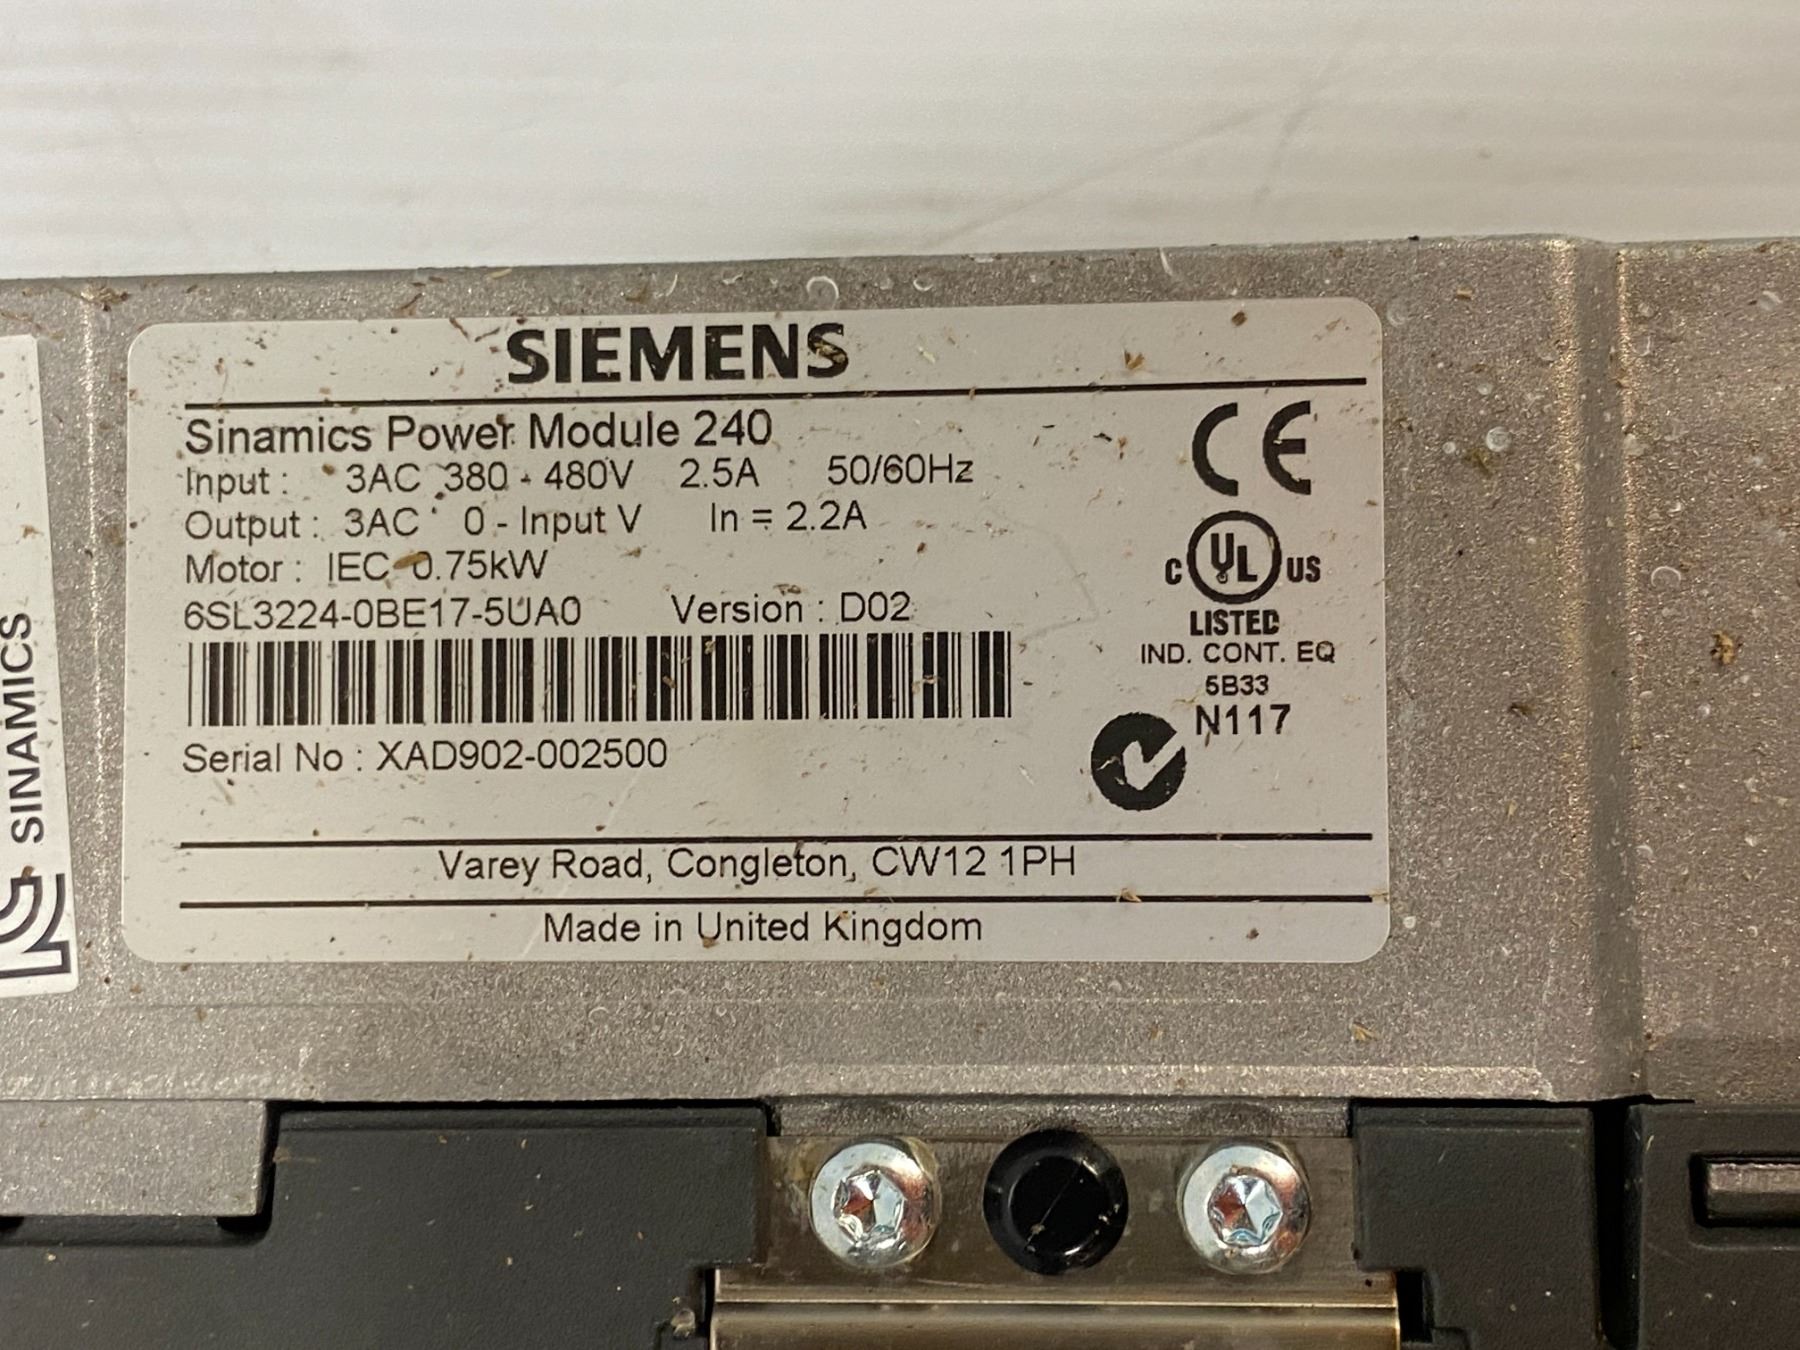 SIEMENS
Sinamics Power Module 240
Input : 3AC 380 - 480V 2.5A 50/60Hz
Output : 3AC 0 - Input V In = 2.2A
Motor : IEC 0.75kW
6SL3224-0BE17-5UA0 Version : D02
Serial No : XAD902-002500
CE
C UL US
LISTED
IND. CONT. EQ
5B33
N117
Varey Road, Congleton, CW12 1PH
Made in United Kingdom
SINAMICS